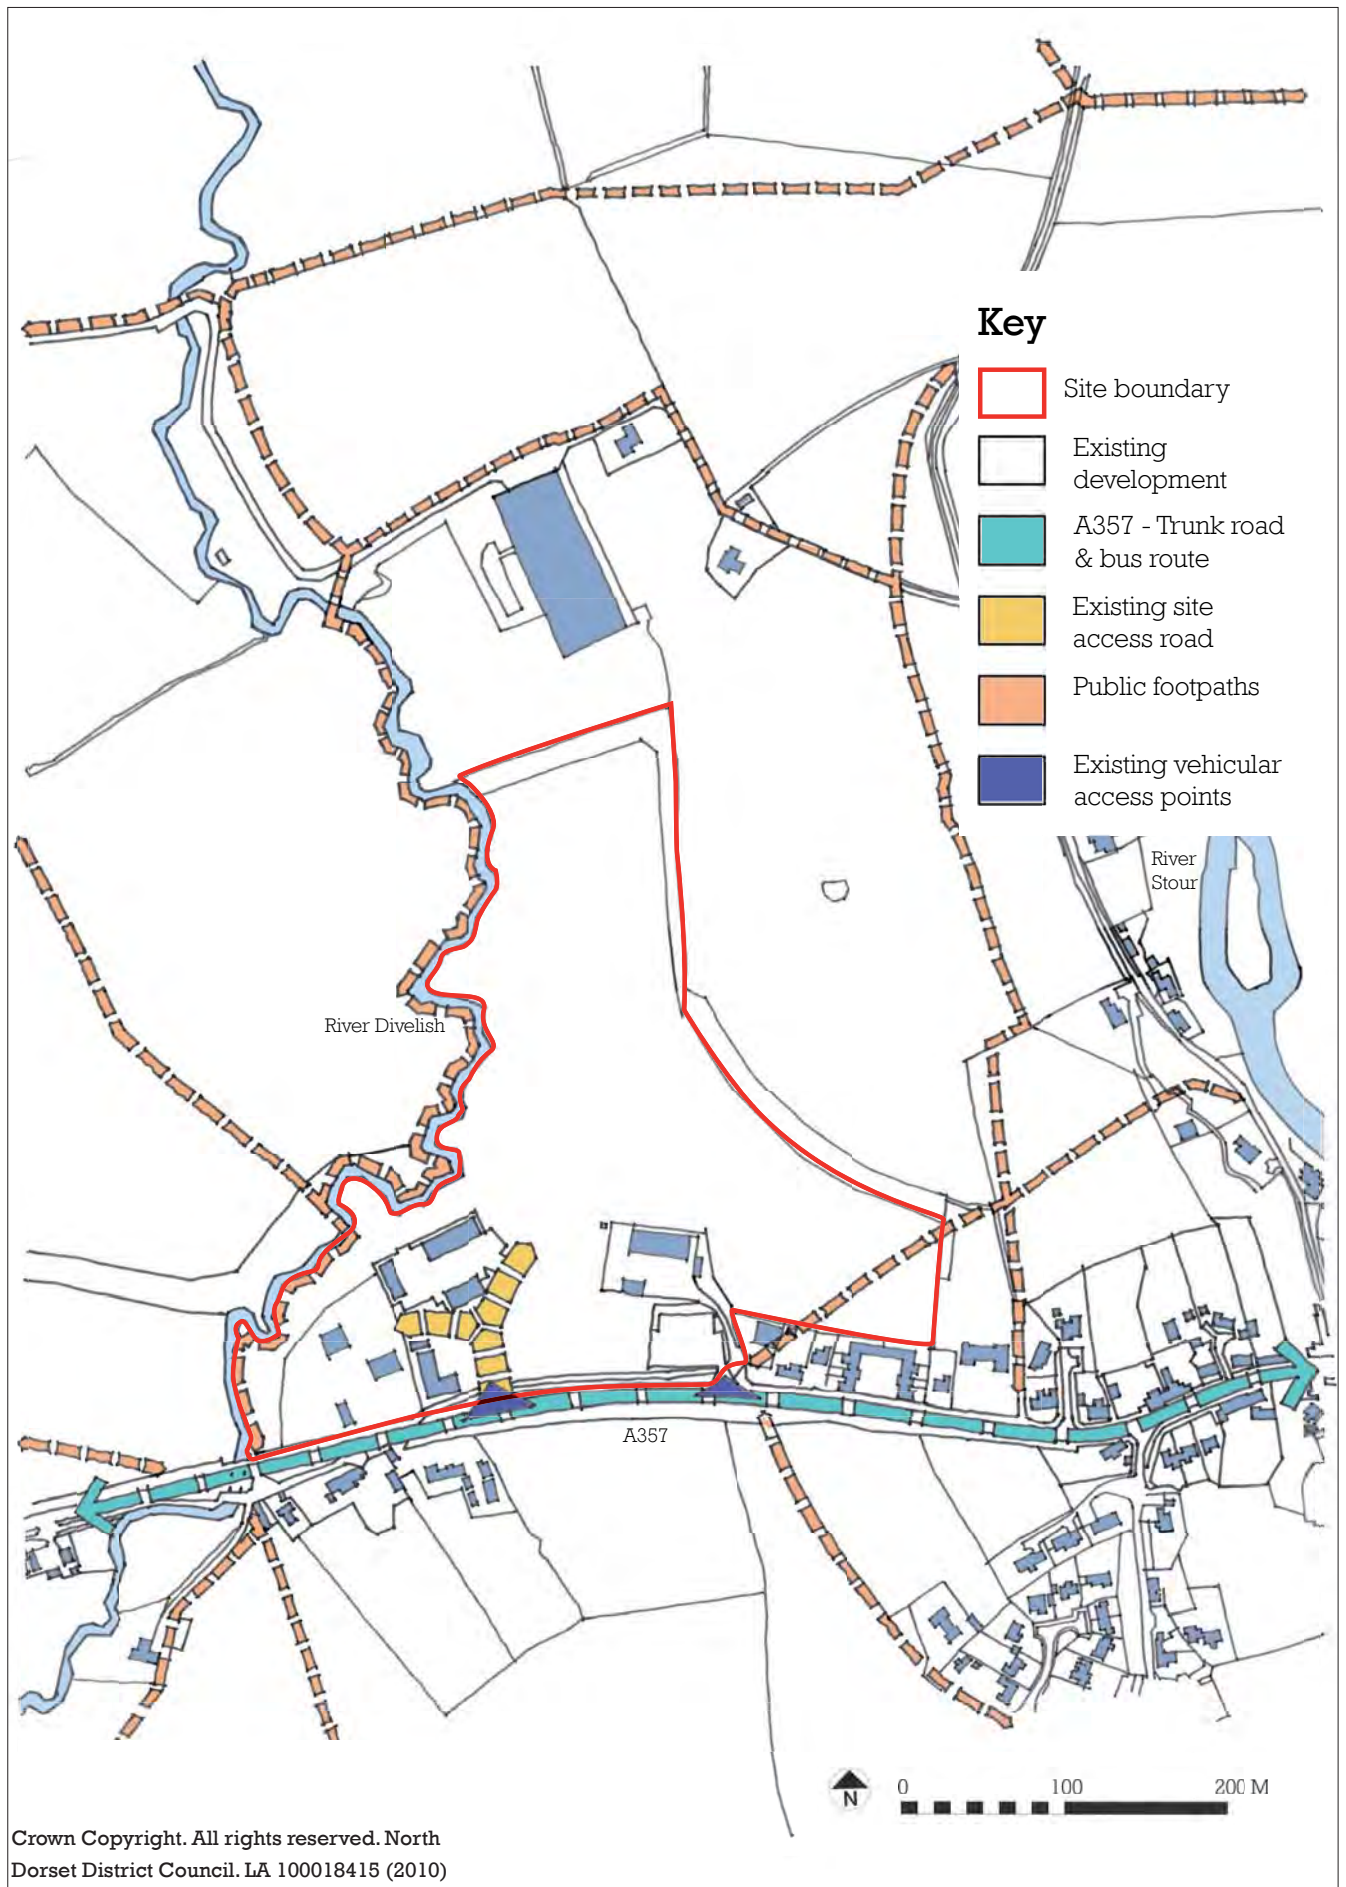 Key
Site boundary
Existing
development
A357 - Trunk road
& bus route
Existing site
access road
Public footpaths
Existing vehicular
access points
River
Stour
River Divelish
A357
N
0 100 200 M
Crown Copyright. All rights reserved. North
Dorset District Council. LA 100018415 (2010)